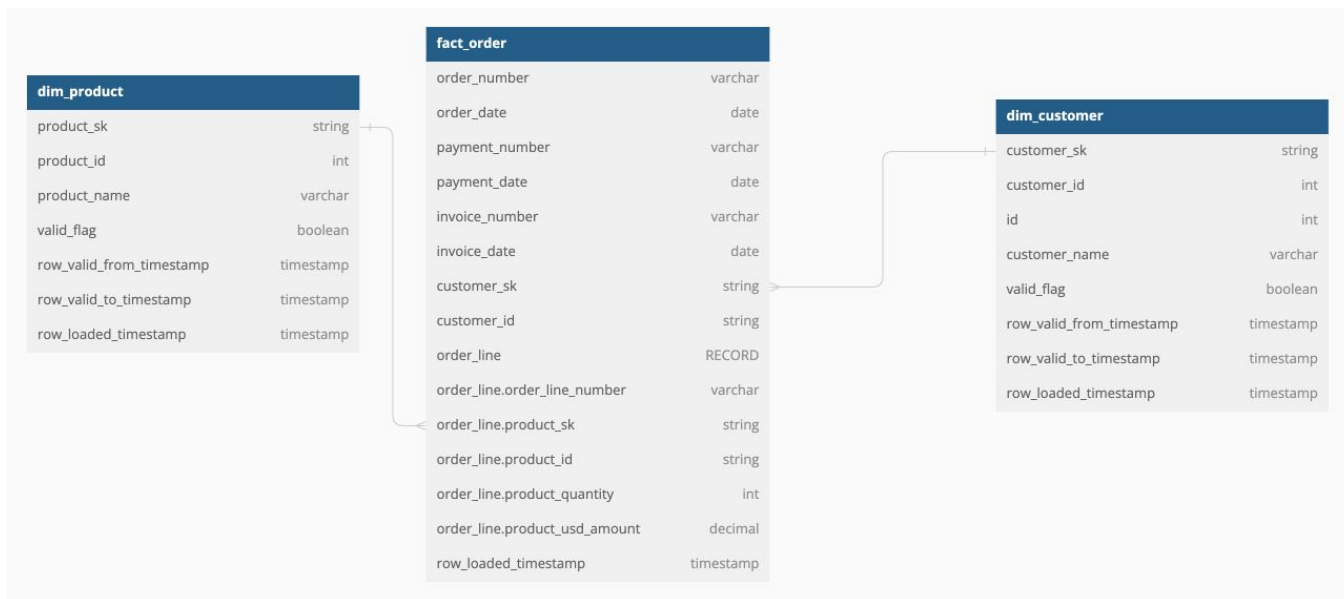 dim_product
product_sk string
product_id int
product_name varchar
valid_flag boolean
row_valid_from_timestamp timestamp
row_valid_to_timestamp timestamp
row_loaded_timestamp timestamp
fact_order
order_number varchar
order_date date
payment_number varchar
payment_date date
invoice_number varchar
invoice_date date
customer_sk string
customer_id string
order_line RECORD
order_line.order_line_number varchar
order_line.product_sk string
order_line.product_id string
order_line.product_quantity int
order_line.product_usd_amount decimal
row_loaded_timestamp timestamp
dim_customer
customer_sk string
customer_id int
id int
customer_name varchar
valid_flag boolean
row_valid_from_timestamp timestamp
row_valid_to_timestamp timestamp
row_loaded_timestamp timestamp